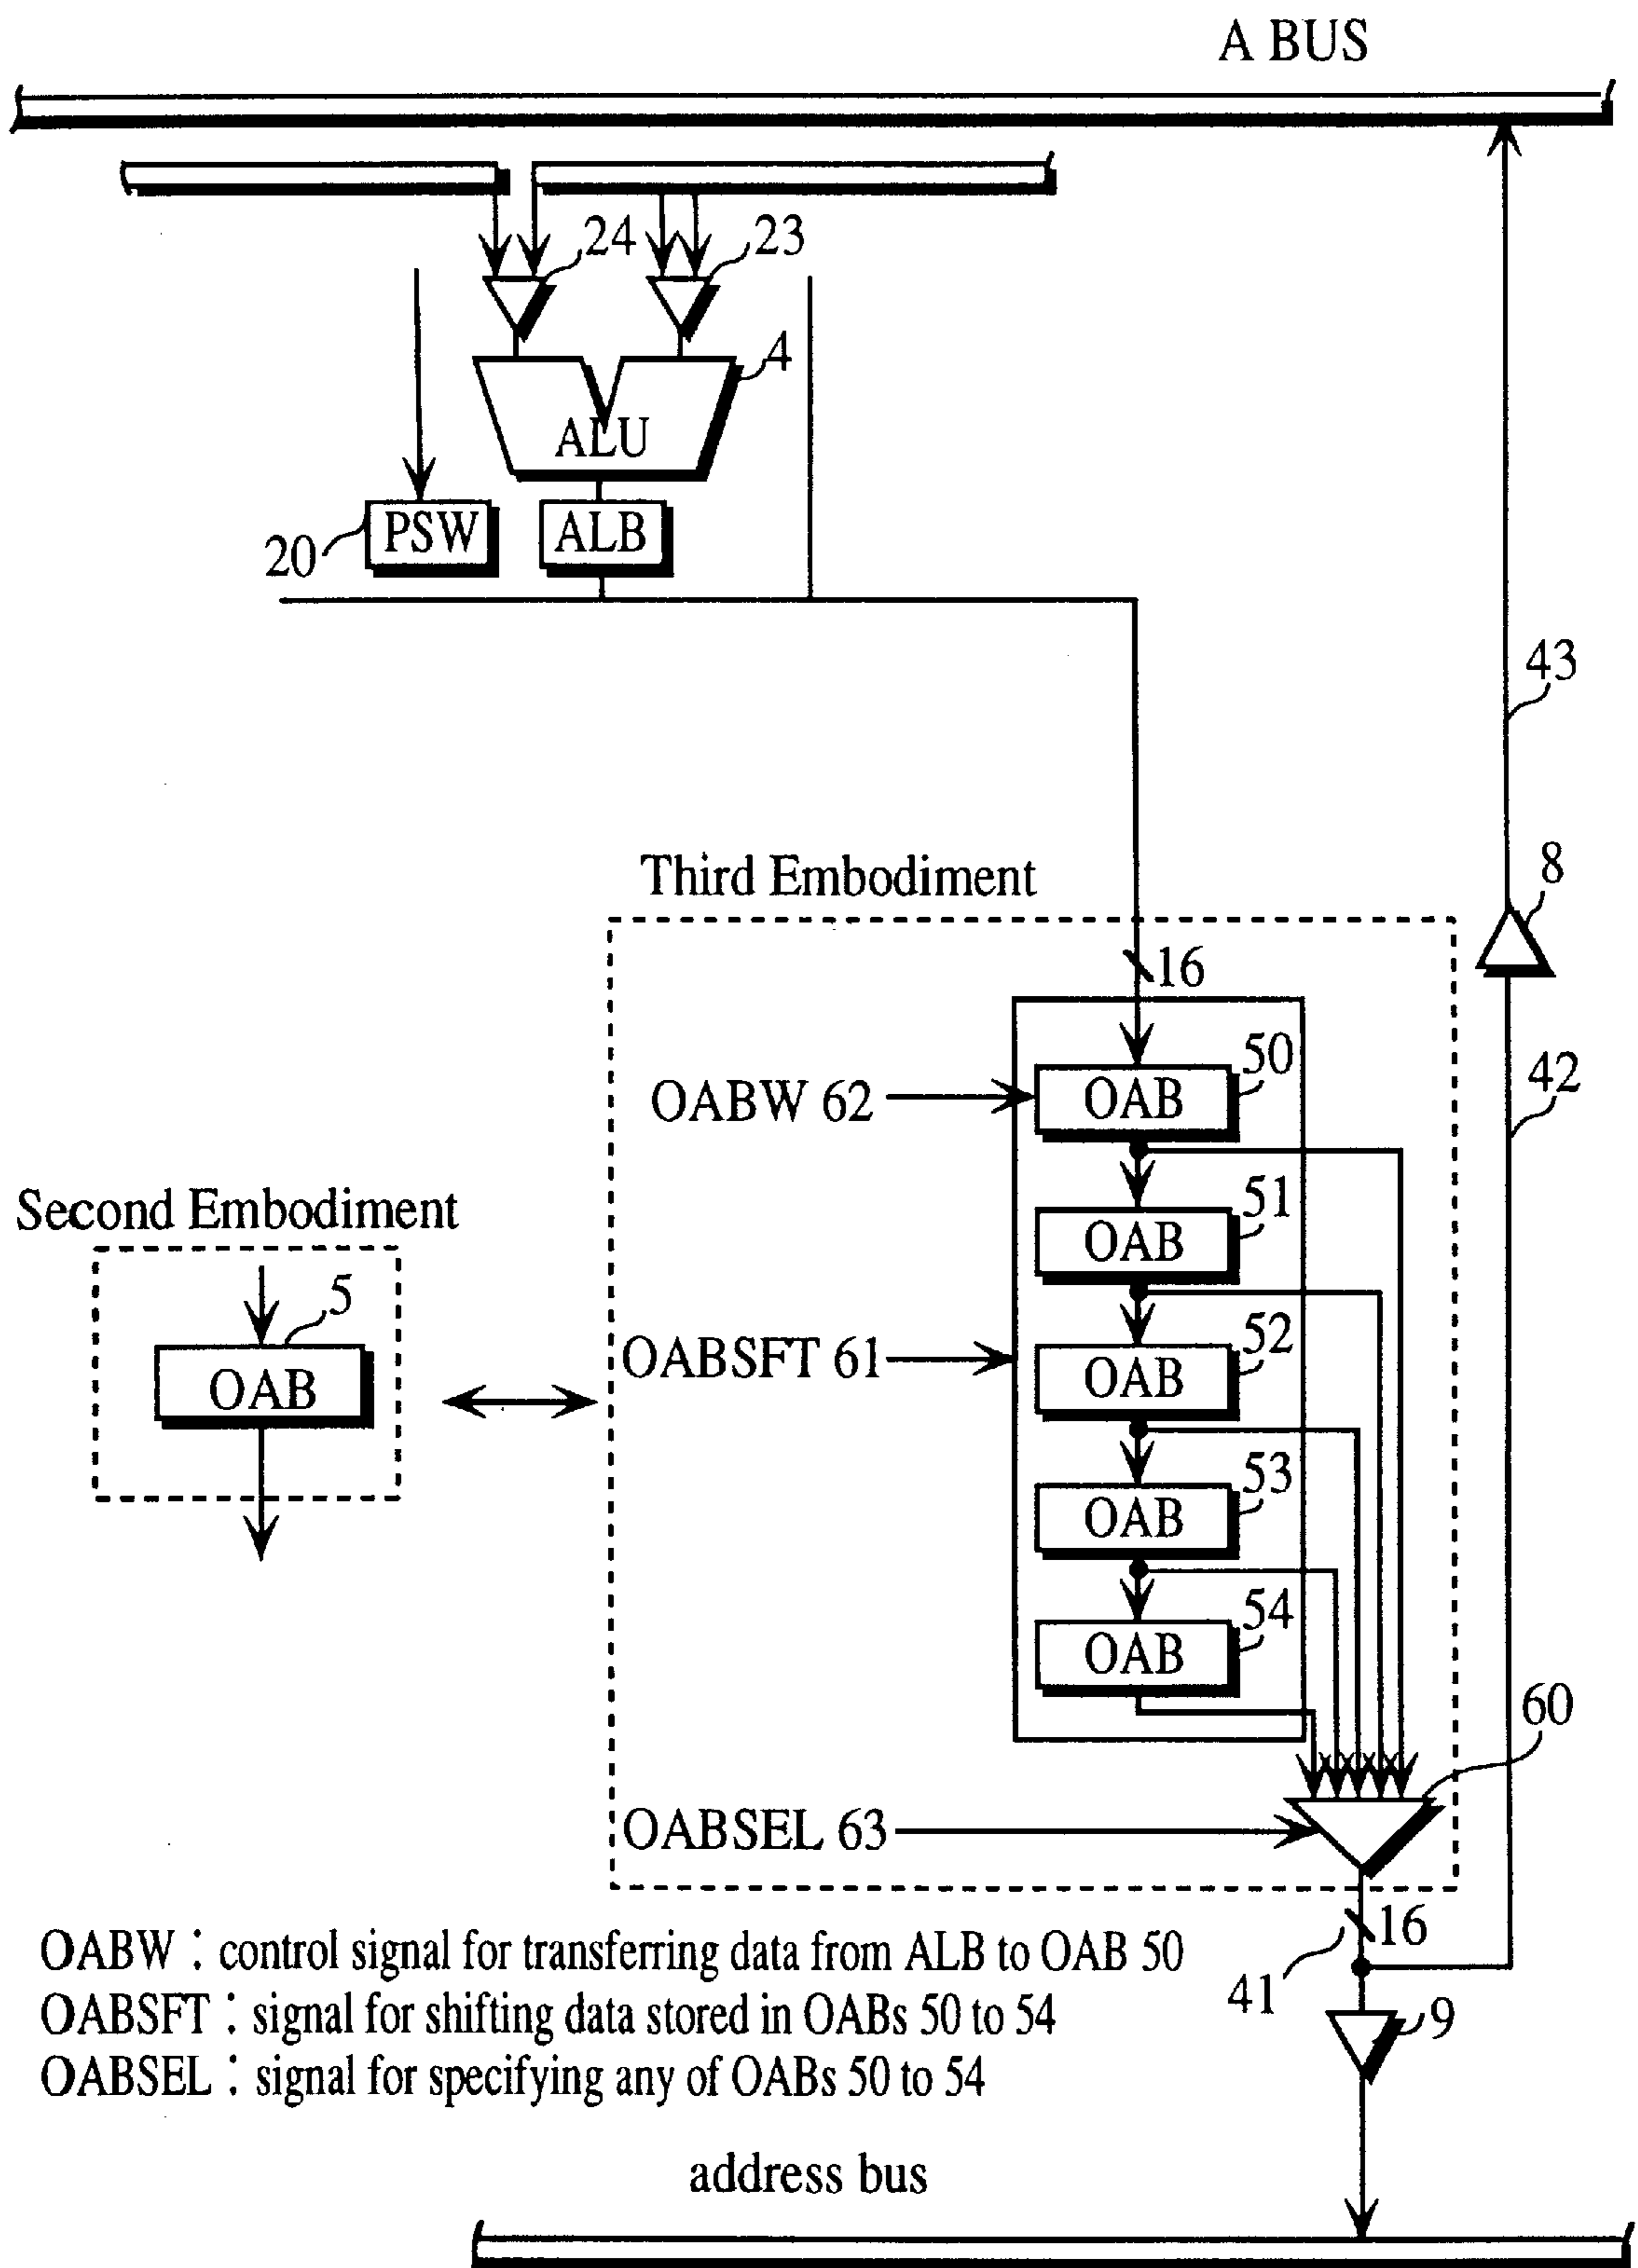 A BUS
24
23
4
ALU
20
PSW
ALB
43
8
Third Embodiment
16
50
OABW 62
OAB
42
51
OAB
Second Embodiment
5
OAB
52
OABSFT 61
OAB
53
OAB
54
OAB
60
OABSEL 63
16
41
OABW : control signal for transferring data from ALB to OAB 50
OABSFT : signal for shifting data stored in OABs 50 to 54
9
OABSEL : signal for specifying any of OABs 50 to 54
address bus